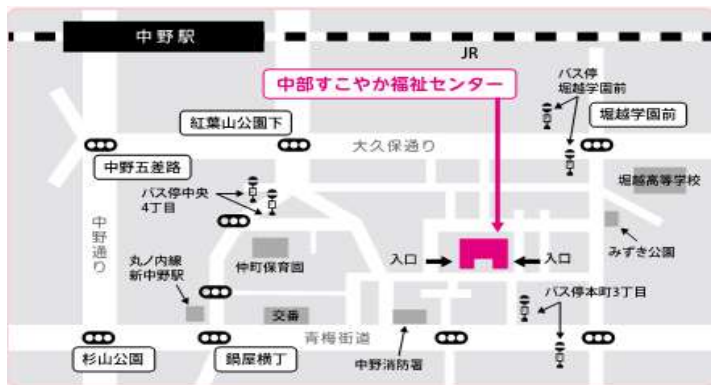 中野駅
JR
バス停
堀越学園前
中部すこやか福祉センター
紅葉山公園下
堀越学園前
大久保通り
中野五差路
堀越高等学校
バス停中央
4丁目
中野通り
みずき公園
仲町保育園
丸ノ内線
新中野駅
入口
入口
バス停本町3丁目
交番
青梅街道
杉山公園
鍋屋横丁
中野消防署